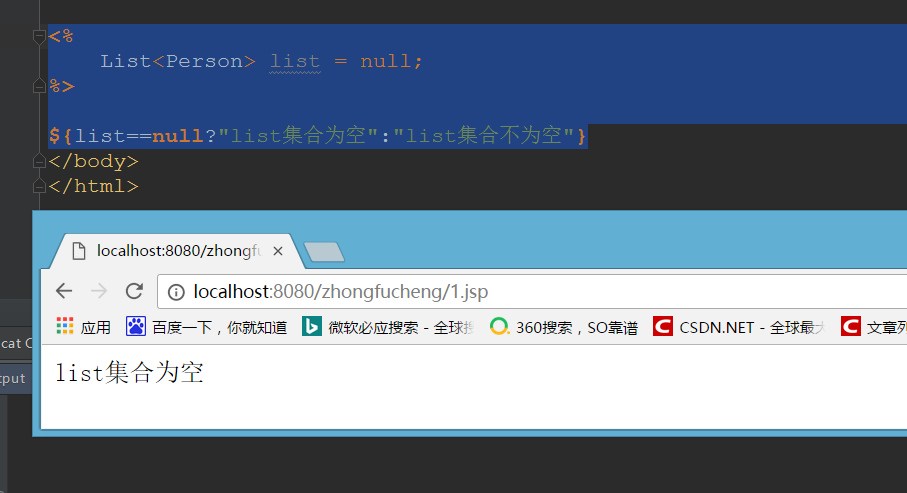 <%
List<Person> list = null;
%>
${list==null?"list集合为空":"list集合不为空"}
</body>
</html>
localhost:8080/zhongfu
localhost:8080/zhongfucheng/1.jsp
应用 百度一下，你就知道 微软必应搜索 - 全球搜 360搜索，SO靠谱 CSDN.NET - 全球最大 文章列
cat
tput
list集合为空